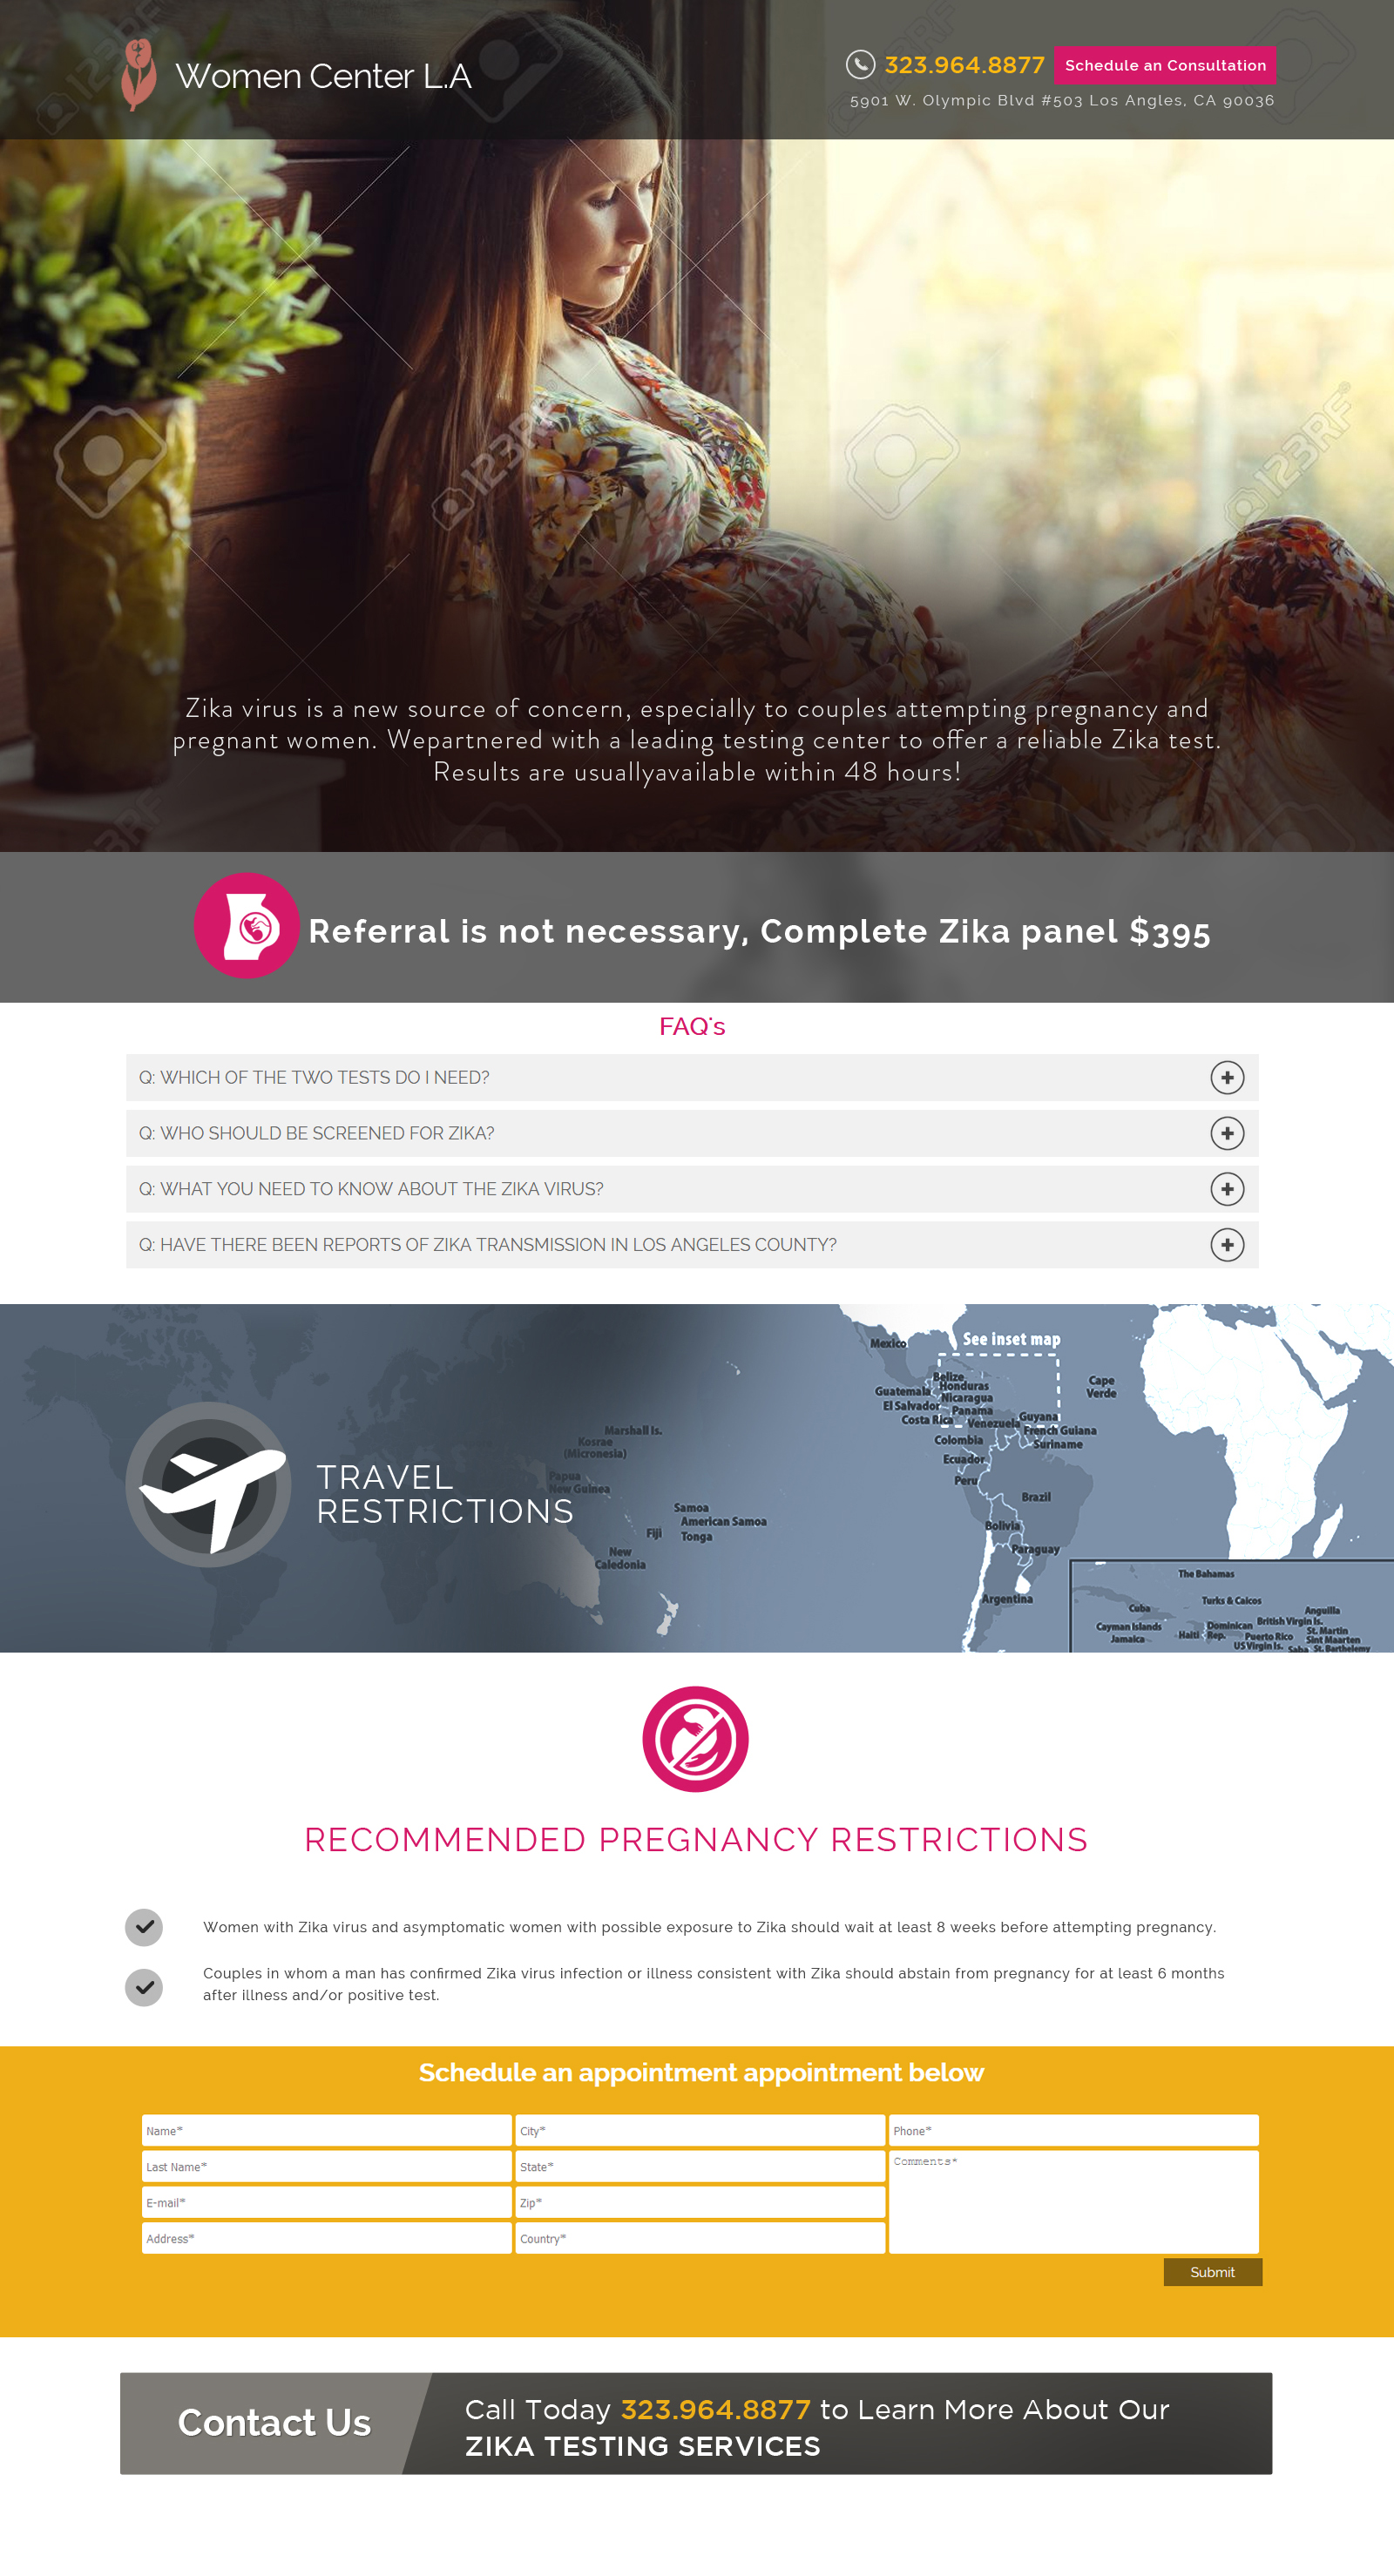 Women Center L.A
323.964.8877
Schedule an Consultation
5901 W. Olympic Blvd #503 Los Angles, CA 90036
123RF
123RF
Zika virus is a new source of concern, especially to couples attempting pregnancy and
pregnant women. Wepartnered with a leading testing center to offer a reliable Zika test.
Results are usuallyavailable within 48 hours!
Referral is not necessary, Complete Zika panel $395
FAQ's
Q: WHICH OF THE TWO TESTS DO I NEED?
Q: WHO SHOULD BE SCREENED FOR ZIKA?
Q: WHAT YOU NEED TO KNOW ABOUT THE ZIKA VIRUS?
Q: HAVE THERE BEEN REPORTS OF ZIKA TRANSMISSION IN LOS ANGELES COUNTY?
TRAVEL
RESTRICTIONS
Marshall Is.
Kosrae
(Micronesia)
Papua
New Guinea
Samoa
American Samoa
Tonga
Fiji
New
Caledonia
Mexico
See inset map
Belize
Honduras
Guatemala
Nicaragua
El Salvador
Panama
Costa Rica
Venezuela
Guyana
French Guiana
Suriname
Colombia
Ecuador
Peru
Brazil
Bolivia
Paraguay
Argentina
Cape
Verde
The Bahamas
Turks & Caicos
Cuba
Anguilla
Cayman Islands
Jamaica
Haiti
Dominican
Rep.
British Virgin Is.
Puerto Rico
US Virgin Is.
St. Martin
Sint Maarten
Saba
St. Barthelemy
RECOMMENDED PREGNANCY RESTRICTIONS
Women with Zika virus and asymptomatic women with possible exposure to Zika should wait at least 8 weeks before attempting pregnancy.
Couples in whom a man has confirmed Zika virus infection or illness consistent with Zika should abstain from pregnancy for at least 6 months
after illness and/or positive test.
Schedule an appointment appointment below
Name*
City*
Phone*
Last Name*
State*
Comments*
E-mail*
Zip*
Address*
Country*
Submit
Contact Us
Call Today 323.964.8877 to Learn More About Our
ZIKA TESTING SERVICES